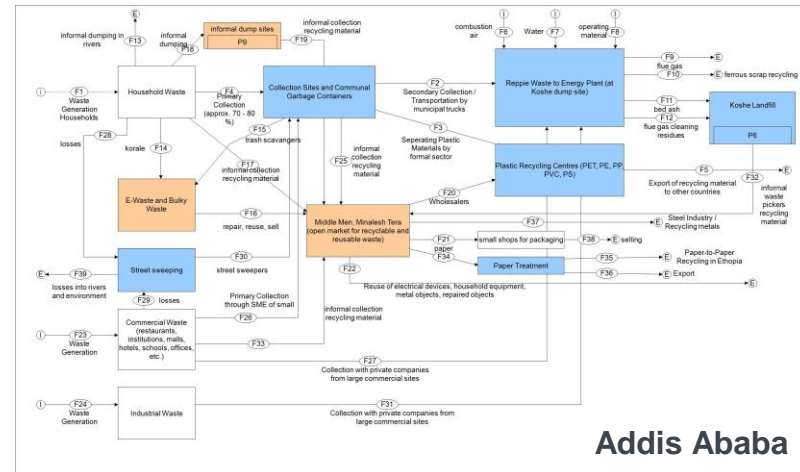 E
informal dumping in
rivers
F13
informal
dumping
F16
informal dump sites
P9
F19
informal collection
recycling material
combustion
air
I
F6
Water
I
F7
operating
material
I
F8
I
F1
Waste
Generation
Households
Household Waste
F4
Primary
Collection
(approx. 70 - 80
%)
Collection Sites and Communal
Garbage Containers
F2
Secondary Collection /
Transportation by
municipal trucks
Reppie Waste to Energy Plant (at
Koshe dump site)
F9
flue gas
E
F10
E
ferrous scrap recycling
F11
bed ash
F12
flue gas cleaning
residues
Koshe Landfill
P8
F28
losses
korale
F14
F15
trash scavangers
F17
informal collection
recycling material
F25
informal
collection
recycling
material
F3
Seperating Plastic
Materials by
formal sector
Plastic Recycling Centres (PET, PE, PP,
PVC, PS)
F5
Export of recycling material
to other countries
E
F32
informal
waste
pickers
recycling
material
E-Waste and Bulky
Waste
F16
repair, reuse, sell
F20
Wholesalers
Middle Men, Minalesh Tera
(open market for recyclable and
reusable waste)
F37
E
Steel Industry /
Recycling metals
F21
paper
small shops for packaging
F38
E
selling
F34
Paper Treatment
F35
E
Paper-to-Paper
Recycling in Ethopia
F36
E
Export
F22
Reuse of electrical devices, household equipment,
metal objects, repaired objects
E
Street sweeping
F30
street sweepers
E
F39
losses into rivers
and environment
F29
losses
Primary Collection
through SME of small
F26
informal collection
recycling material
I
F23
Waste
Generation
Commercial Waste
(restaurants,
institutions, malls,
hotels, schools, offices,
etc.)
F33
F27
Collection with private companies
from large commercial sites
I
F24
Waste
Generation
Industrial Waste
F31
Collection with private companies from
large commercial sites
Addis Ababa